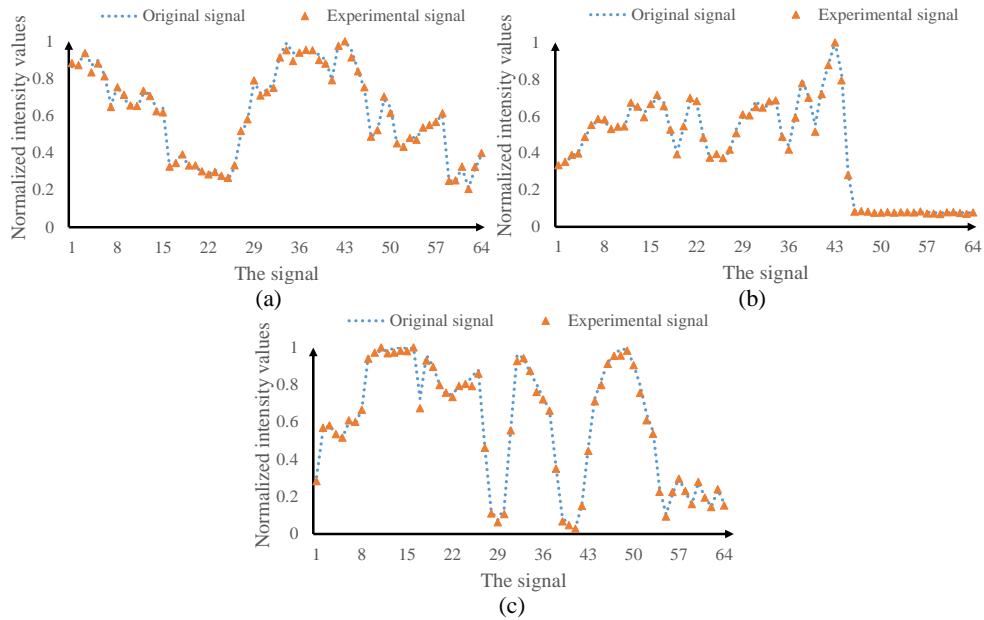 Original signal
Experimental signal
Normalized intensity values
1
0.8
0.6
0.4
0.2
0
1 8 15 22 29 36 43 50 57 64
The signal
(a)
Original signal
Experimental signal
Normalized intensity values
1
0.8
0.6
0.4
0.2
0
1 8 15 22 29 36 43 50 57 64
The signal
(b)
Original signal
Experimental signal
Normalized intensity values
1
0.8
0.6
0.4
0.2
0
1 8 15 22 29 36 43 50 57 64
The signal
(c)